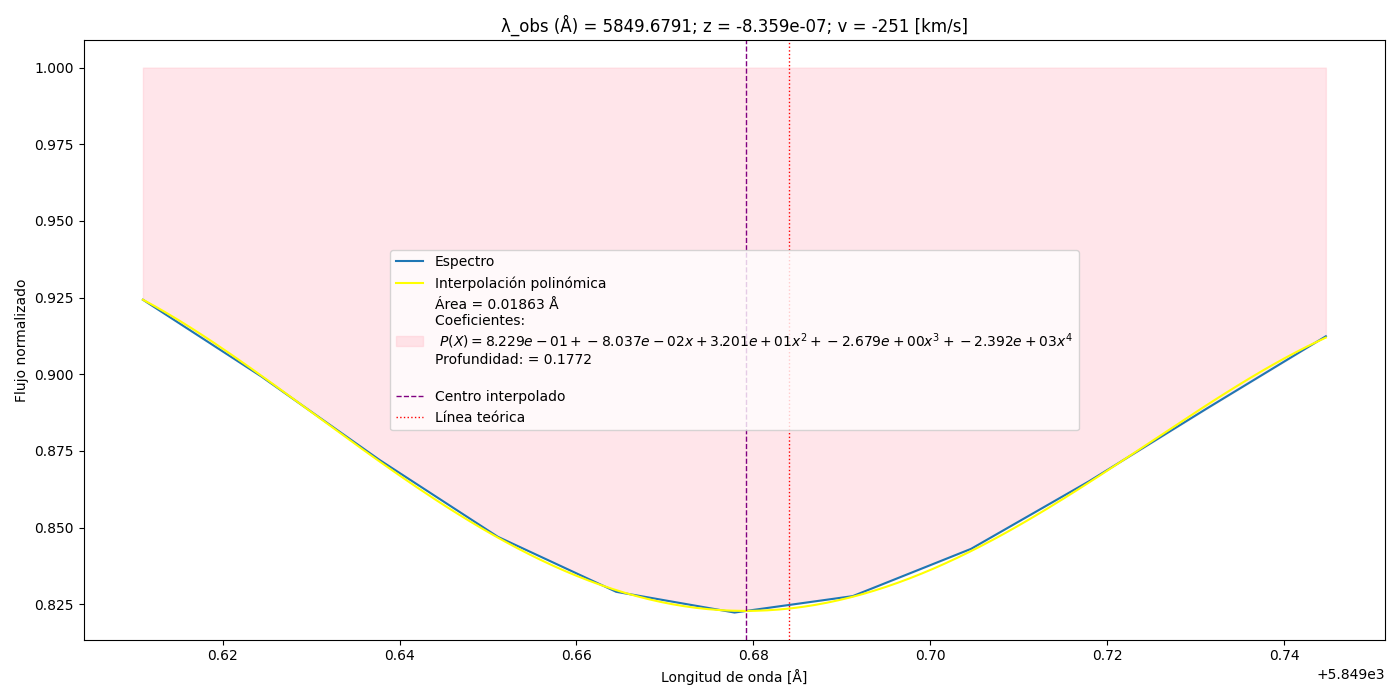 λ_obs (Å) = 5849.6791; z = -8.359e-07; v = -251 [km/s]
1.000
0.975
0.950
0.925
0.900
0.875
0.850
0.825
Flujo normalizado
Espectro
Interpolación polinómica
Área = 0.01863 Å
Coeficientes:
P(X) = 8.229e − 01 + −8.037e − 02x + 3.201e + 01x² + −2.679e + 00x³ + −2.392e + 03x⁴
Profundidad: = 0.1772
Centro interpolado
Línea teórica
0.62 0.64 0.66 0.68 0.70 0.72 0.74
Longitud de onda [Å]
+5.849e3